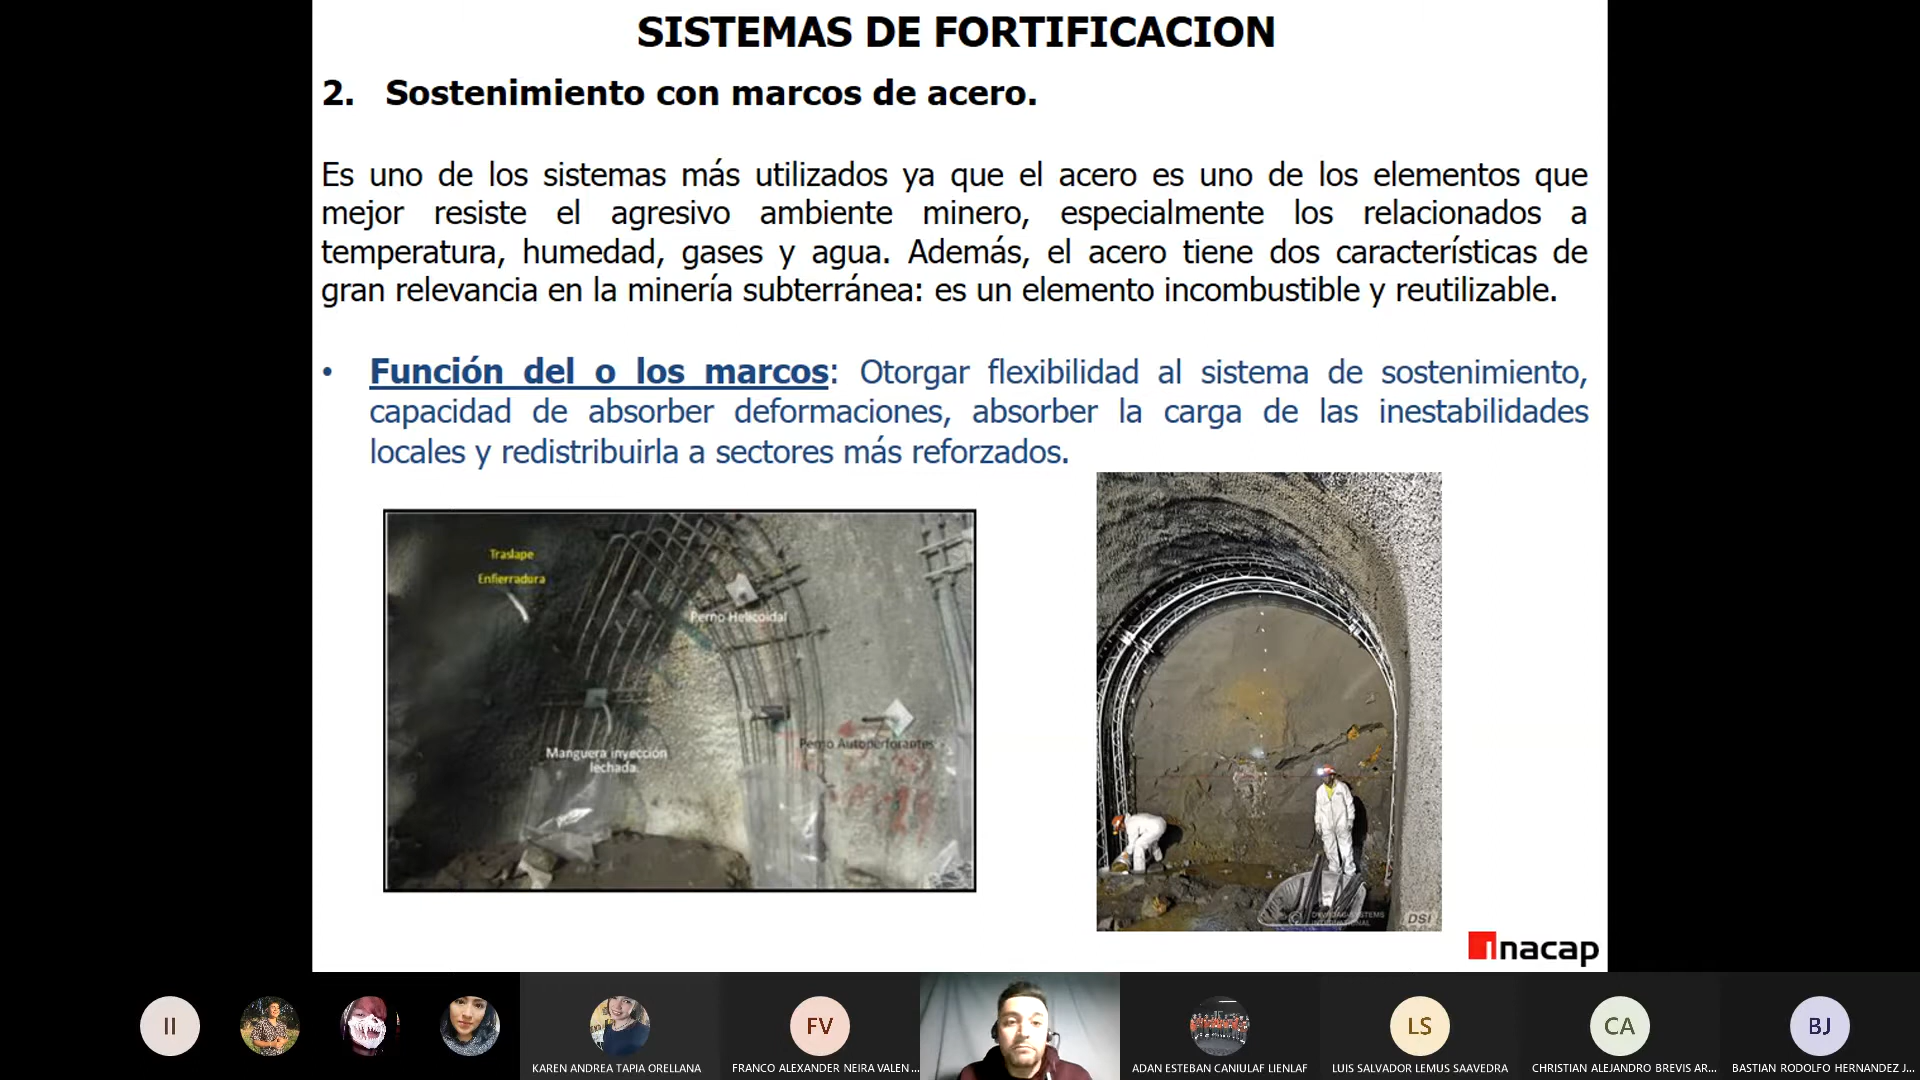 SISTEMAS DE FORTIFICACION
2. Sostenimiento con marcos de acero.
Es uno de los sistemas más utilizados ya que el acero es uno de los elementos que
mejor resiste el agresivo ambiente minero, especialmente los relacionados a
temperatura, humedad, gases y agua. Además, el acero tiene dos características de
gran relevancia en la minería subterránea: es un elemento incombustible y reutilizable.
• Función del o los marcos: Otorgar flexibilidad al sistema de sostenimiento,
capacidad de absorber deformaciones, absorber la carga de las inestabilidades
locales y redistribuirla a sectores más reforzados.
Traslape
Enfierradura
Perno Helicoidal
Perno Autoperforantes
Manguera inyección
lechada
DYWIDAG-SYSTEMS
INTERNATIONAL
DSI
inacap
II
FV
LS
CA
BJ
KAREN ANDREA TAPIA ORELLANA
FRANCO ALEXANDER NEIRA VALEN...
ADAN ESTEBAN CANIULAF LIENLAF
LUIS SALVADOR LEMUS SAAVEDRA
CHRISTIAN ALEJANDRO BREVIS AR...
BASTIAN RODOLFO HERNANDEZ J...